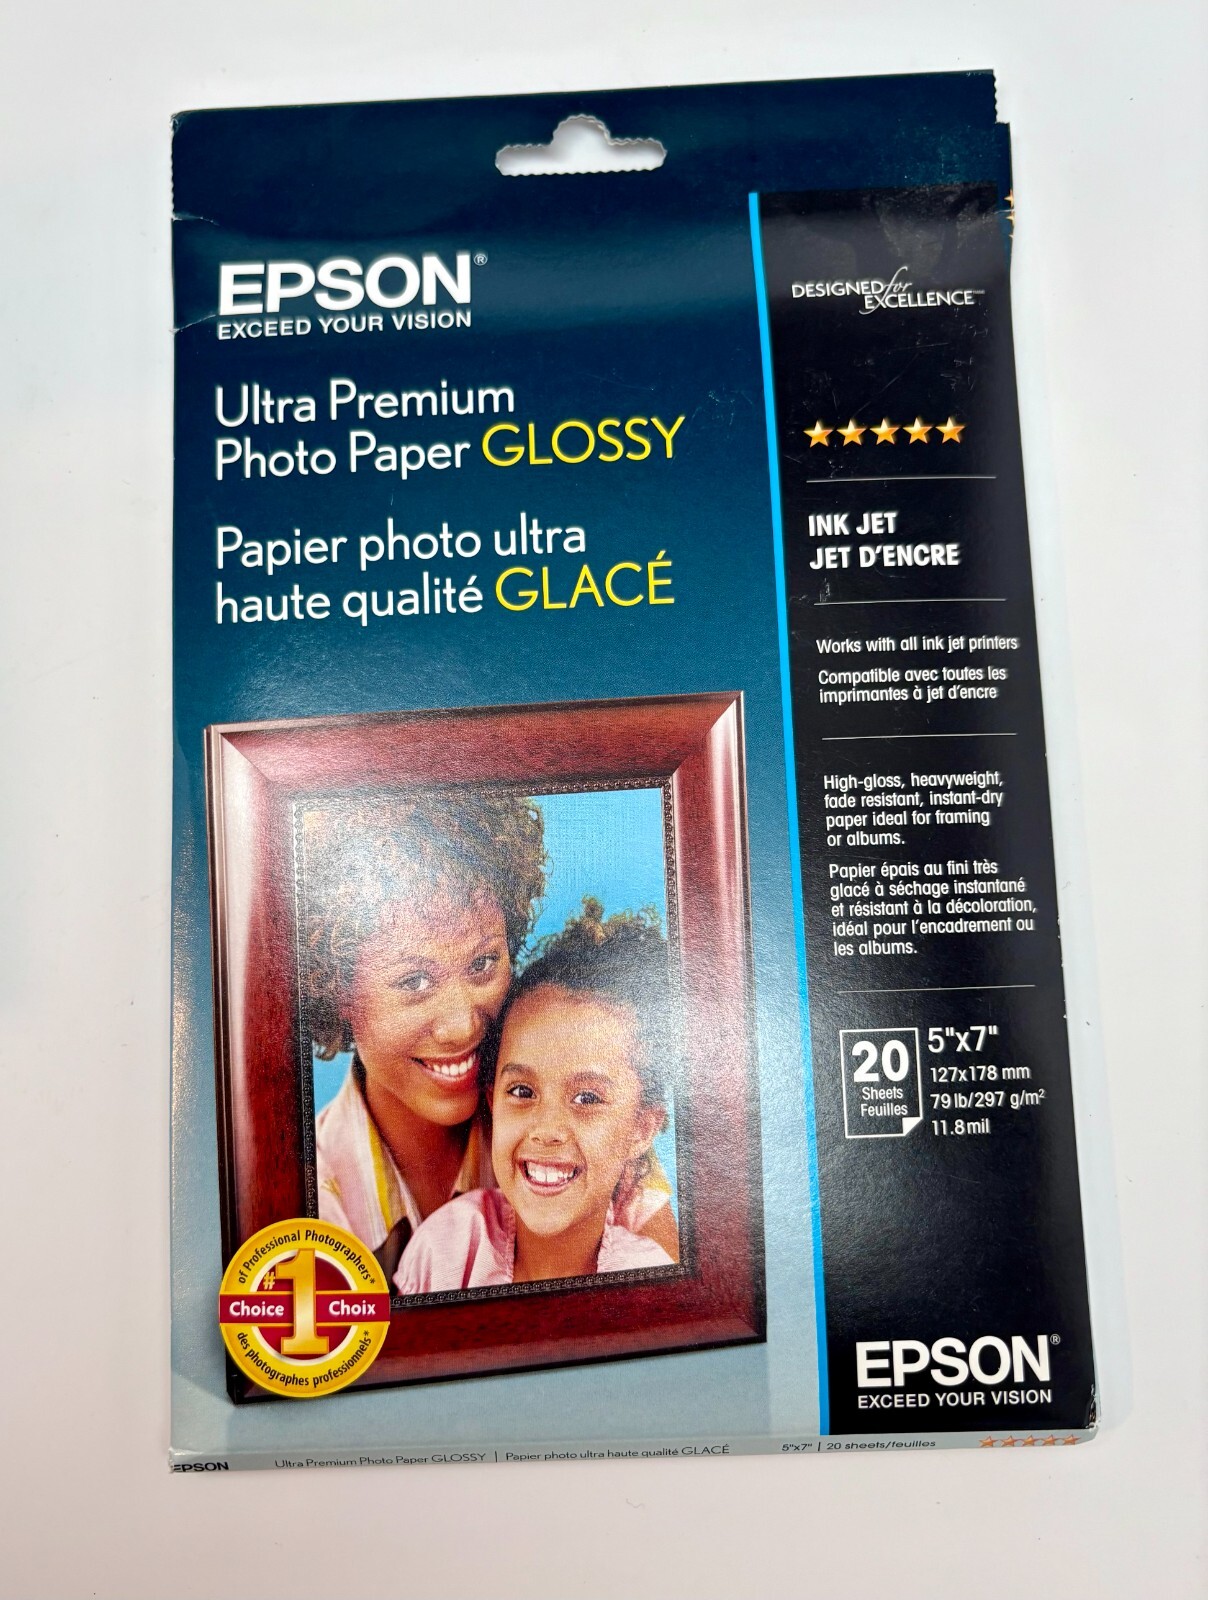 EPSON®
EXCEED YOUR VISION
Ultra Premium
Photo Paper GLOSSY
Papier photo ultra
haute qualité GLACÉ
DESIGNED for
EXCELLENCE™
INK JET
JET D'ENCRE
Works with all ink jet printers
Compatible avec toutes les
imprimantes à jet d'encre
High-gloss, heavyweight,
fade resistant, instant-dry
paper ideal for framing
or albums.
Papier épais au fini très
glacé à séchage instantané
et résistant à la décoloration,
idéal pour l'encadrement ou
les albums.
20
Sheets
Feuilles
5"x7"
127x178 mm
79 lb/297 g/m²
11.8mil
of Professional Photographers*
#1
Choice Choix
des photographes professionnels*
EPSON®
EXCEED YOUR VISION
EPSON Ultra Premium Photo Paper GLOSSY | Papier photo ultra haute qualité GLACÉ 5"x7" | 20 sheets/feuilles